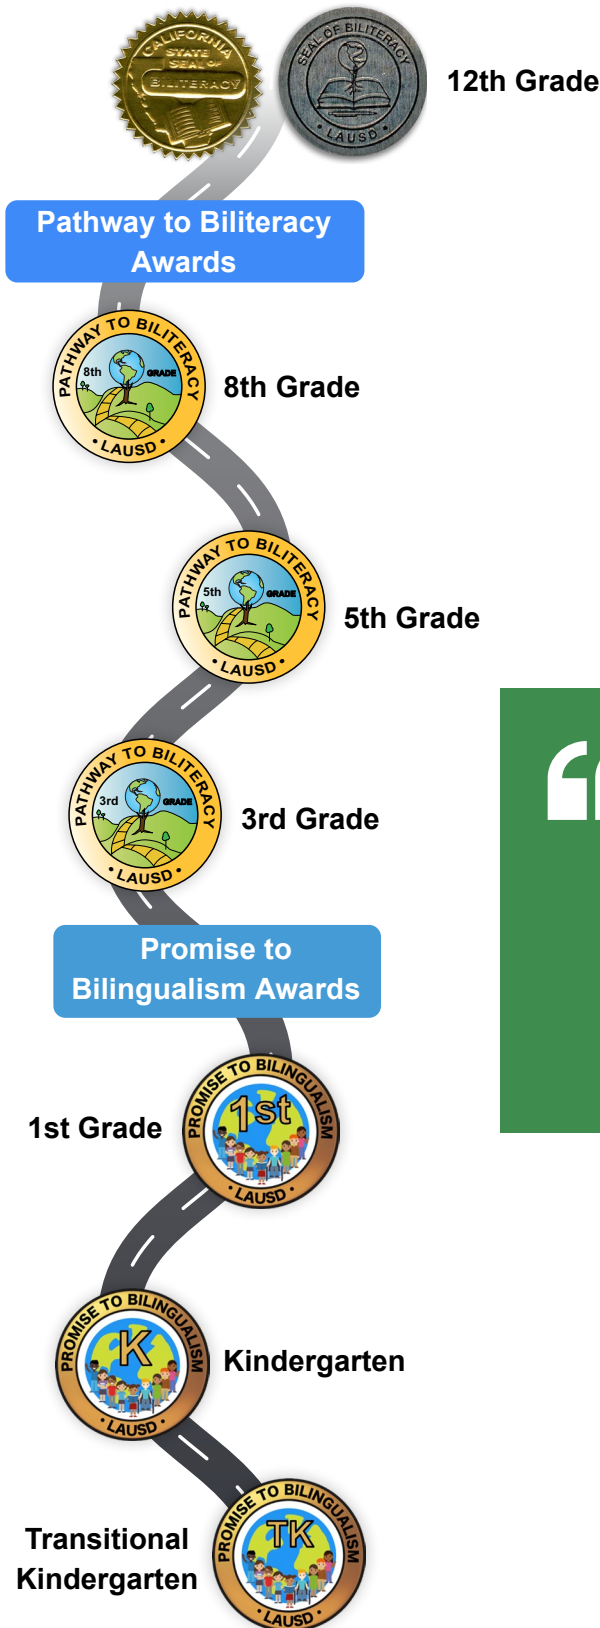 CALIFORNIA
STATE
SEAL OF
BILITERACY
SEAL OF BILITERACY
• LAUSD •
12th Grade
Pathway to Biliteracy
Awards
PATHWAY TO BILITERACY
8th GRADE
• LAUSD •
8th Grade
PATHWAY TO BILITERACY
5th GRADE
• LAUSD •
5th Grade
PATHWAY TO BILITERACY
3rd GRADE
• LAUSD •
3rd Grade
Promise to
Bilingualism Awards
PROMISE TO BILINGUALISM
1st
• LAUSD •
1st Grade
PROMISE TO BILINGUALISM
K
• LAUSD •
Kindergarten
PROMISE TO BILINGUALISM
TK
• LAUSD •
Transitional
Kindergarten
“